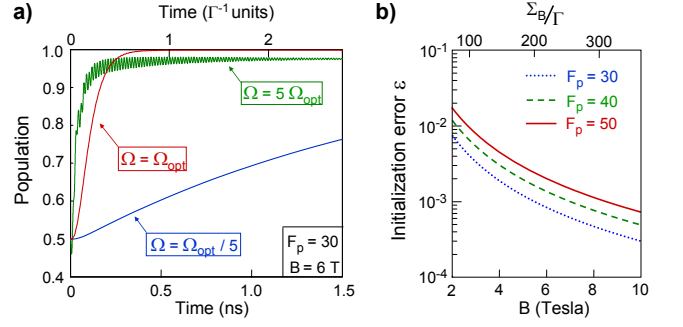 a)
Time (Γ⁻¹ units)
0 1 2
Population
1.0
0.9
0.8
0.7
0.6
0.5
0.4
Ω = 5 Ω_opt
Ω = Ω_opt
Ω = Ω_opt / 5
F_p = 30
B = 6 T
0 0.5 1.0 1.5
Time (ns)
b)
Σ_B/Γ
100 200 300
Initialization error ε
10⁻¹
10⁻²
10⁻³
10⁻⁴
F_p = 30
F_p = 40
F_p = 50
2 4 6 8 10
B (Tesla)